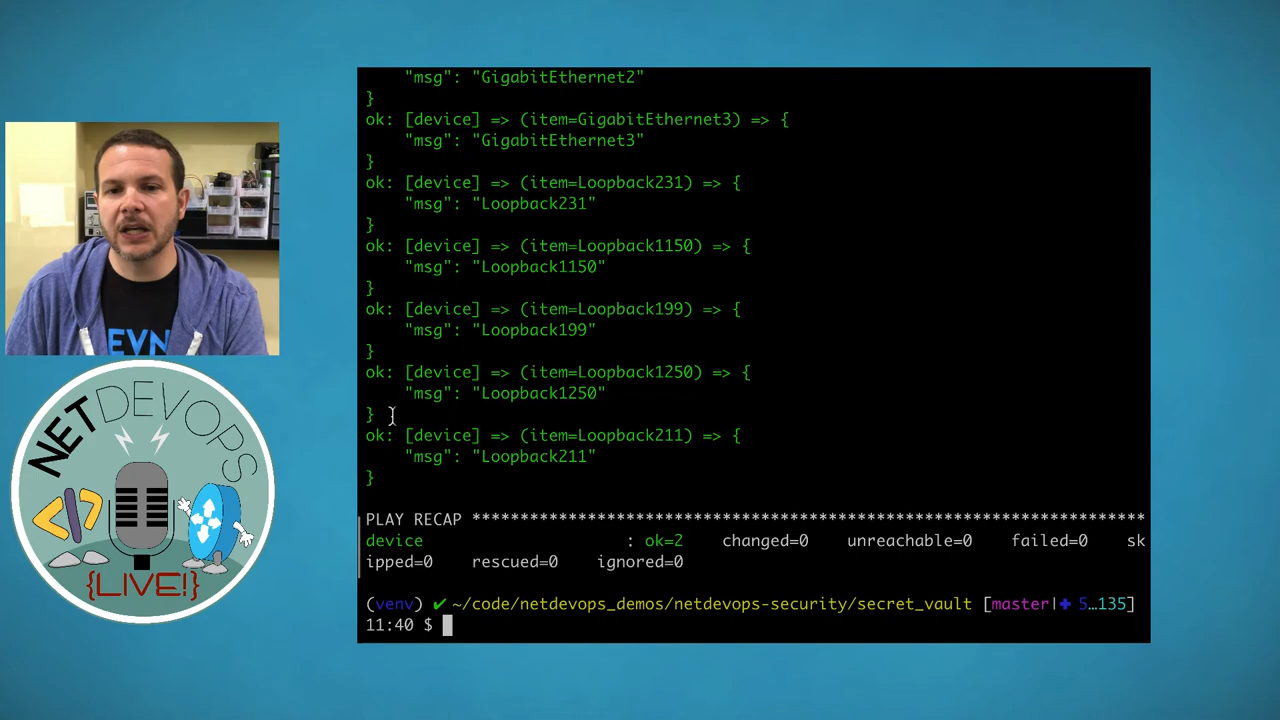 "msg": "GigabitEthernet2"
}
ok: [device] => (item=GigabitEthernet3) => {
"msg": "GigabitEthernet3"
}
ok: [device] => (item=Loopback231) => {
"msg": "Loopback231"
}
ok: [device] => (item=Loopback1150) => {
"msg": "Loopback1150"
}
ok: [device] => (item=Loopback199) => {
"msg": "Loopback199"
}
ok: [device] => (item=Loopback1250) => {
"msg": "Loopback1250"
}
ok: [device] => (item=Loopback211) => {
"msg": "Loopback211"
}
PLAY RECAP **********************************************************************
device : ok=2 changed=0 unreachable=0 failed=0 sk
ipped=0 rescued=0 ignored=0
(venv) ✔ ~/code/netdevops_demos/netdevops-security/secret_vault [master|✚ 5…135]
11:40 $
EVN
NETDEVOPS
</>
{LIVE!}